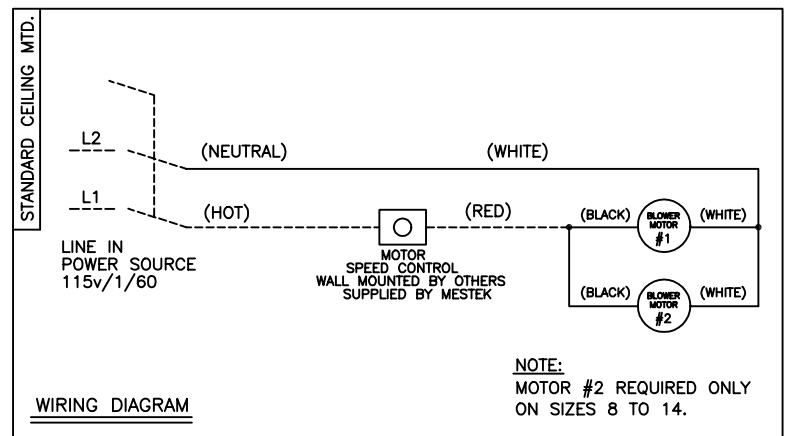 STANDARD CEILING MTD.
L2
(NEUTRAL)
(WHITE)
L1
(HOT)
(RED)
(BLACK)
BLOWER
MOTOR
#1
(WHITE)
LINE IN
POWER SOURCE
115v/1/60
MOTOR
SPEED CONTROL
WALL MOUNTED BY OTHERS
SUPPLIED BY MESTEK
(BLACK)
BLOWER
MOTOR
#2
(WHITE)
NOTE:
MOTOR #2 REQUIRED ONLY
ON SIZES 8 TO 14.
WIRING DIAGRAM